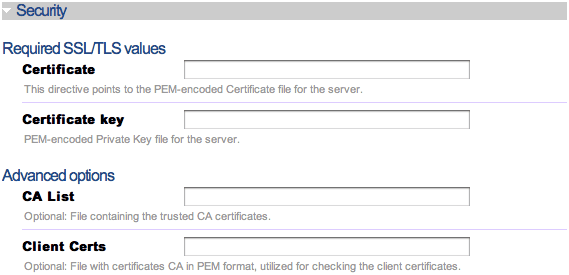 Security
Required SSL/TLS values
Certificate
This directive points to the PEM-encoded Certificate file for the server.
Certificate key
PEM-encoded Private Key file for the server.
Advanced options
CA List
Optional: File containing the trusted CA certificates.
Client Certs
Optional: File with certificates CA in PEM format, utilized for checking the client certificates.